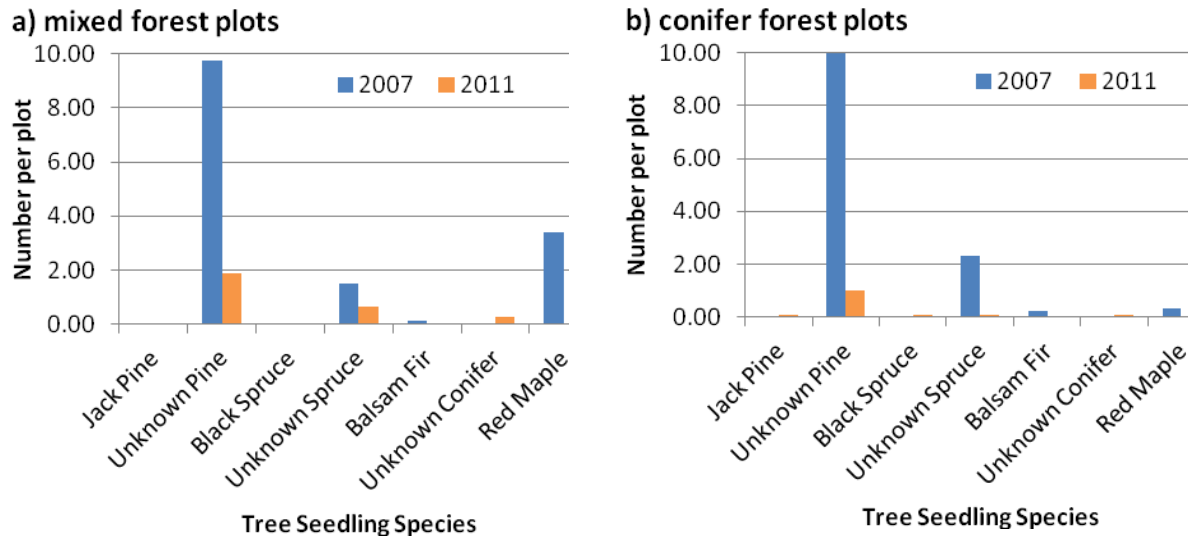 a) mixed forest plots
10.00
8.00
6.00
4.00
2.00
0.00
Number per plot
2007 2011
Jack Pine
Unknown Pine
Black Spruce
Unknown Spruce
Balsam Fir
Unknown Conifer
Red Maple
Tree Seedling Species
b) conifer forest plots
10.00
8.00
6.00
4.00
2.00
0.00
Number per plot
2007 2011
Jack Pine
Unknown Pine
Black Spruce
Unknown Spruce
Balsam Fir
Unknown Conifer
Red Maple
Tree Seedling Species